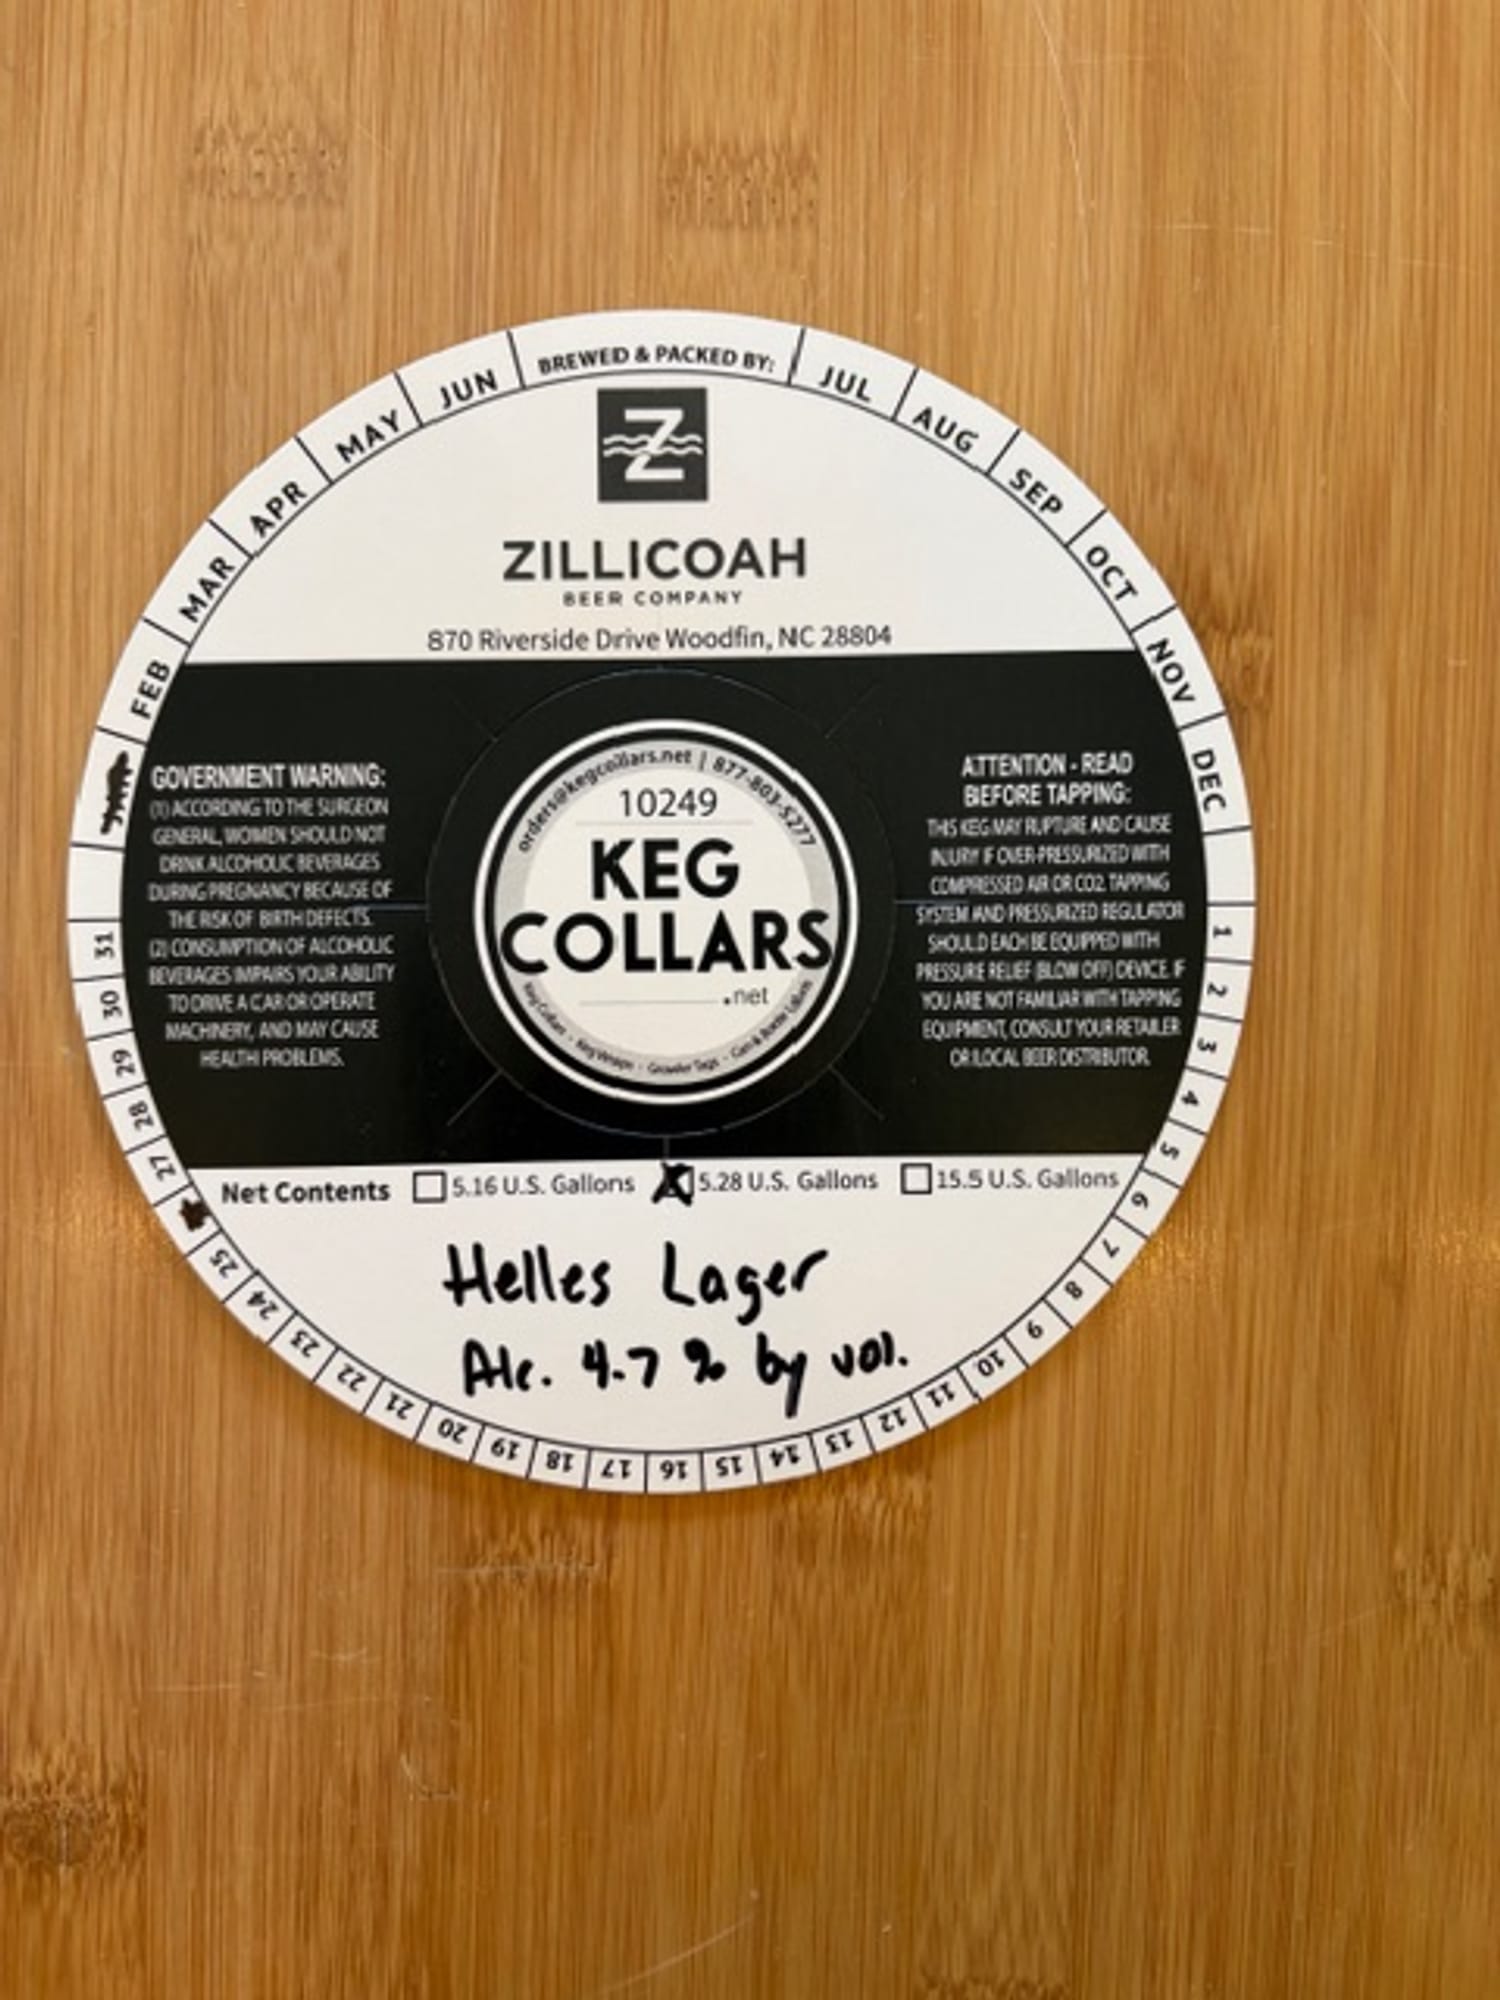 BREWED & PACKED BY:
JUL
AUG
SEP
OCT
NOV
DEC
1
2
3
4
5
6
7
8
9
10
11
12
13
14
15
16
17
18
19
20
21
22
23
24
25
27
28
29
30
31
FEB
MAR
APR
MAY
JUN
Z
ZILLICOAH
BEER COMPANY
870 Riverside Drive Woodfin, NC 28804
GOVERNMENT WARNING:
(1) ACCORDING TO THE SURGEON
GENERAL, WOMEN SHOULD NOT
DRINK ALCOHOLIC BEVERAGES
DURING PREGNANCY BECAUSE OF
THE RISK OF BIRTH DEFECTS.
(2) CONSUMPTION OF ALCOHOLIC
BEVERAGES IMPAIRS YOUR ABILITY
TO DRIVE A CAR OR OPERATE
MACHINERY, AND MAY CAUSE
HEALTH PROBLEMS.
orders@kegcollars.net | 877-803-5277
10249
KEG
COLLARS
.net
Keg Collars - Keg Wraps - Growler Tags - Can & Bottle Labels
ATTENTION - READ
BEFORE TAPPING:
THIS KEG MAY RUPTURE AND CAUSE
INJURY IF OVER-PRESSURIZED WITH
COMPRESSED AIR OR CO2. TAPPING
SYSTEM AND PRESSURIZED REGULATOR
SHOULD EACH BE EQUIPPED WITH
PRESSURE RELIEF (BLOW OFF) DEVICE. IF
YOU ARE NOT FAMILIAR WITH TAPPING
EQUIPMENT, CONSULT YOUR RETAILER
OR LOCAL BEER DISTRIBUTOR.
Net Contents 5.16 U.S. Gallons 5.28 U.S. Gallons 15.5 U.S. Gallons
Helles Lager
Alc. 4.7 % by vol.